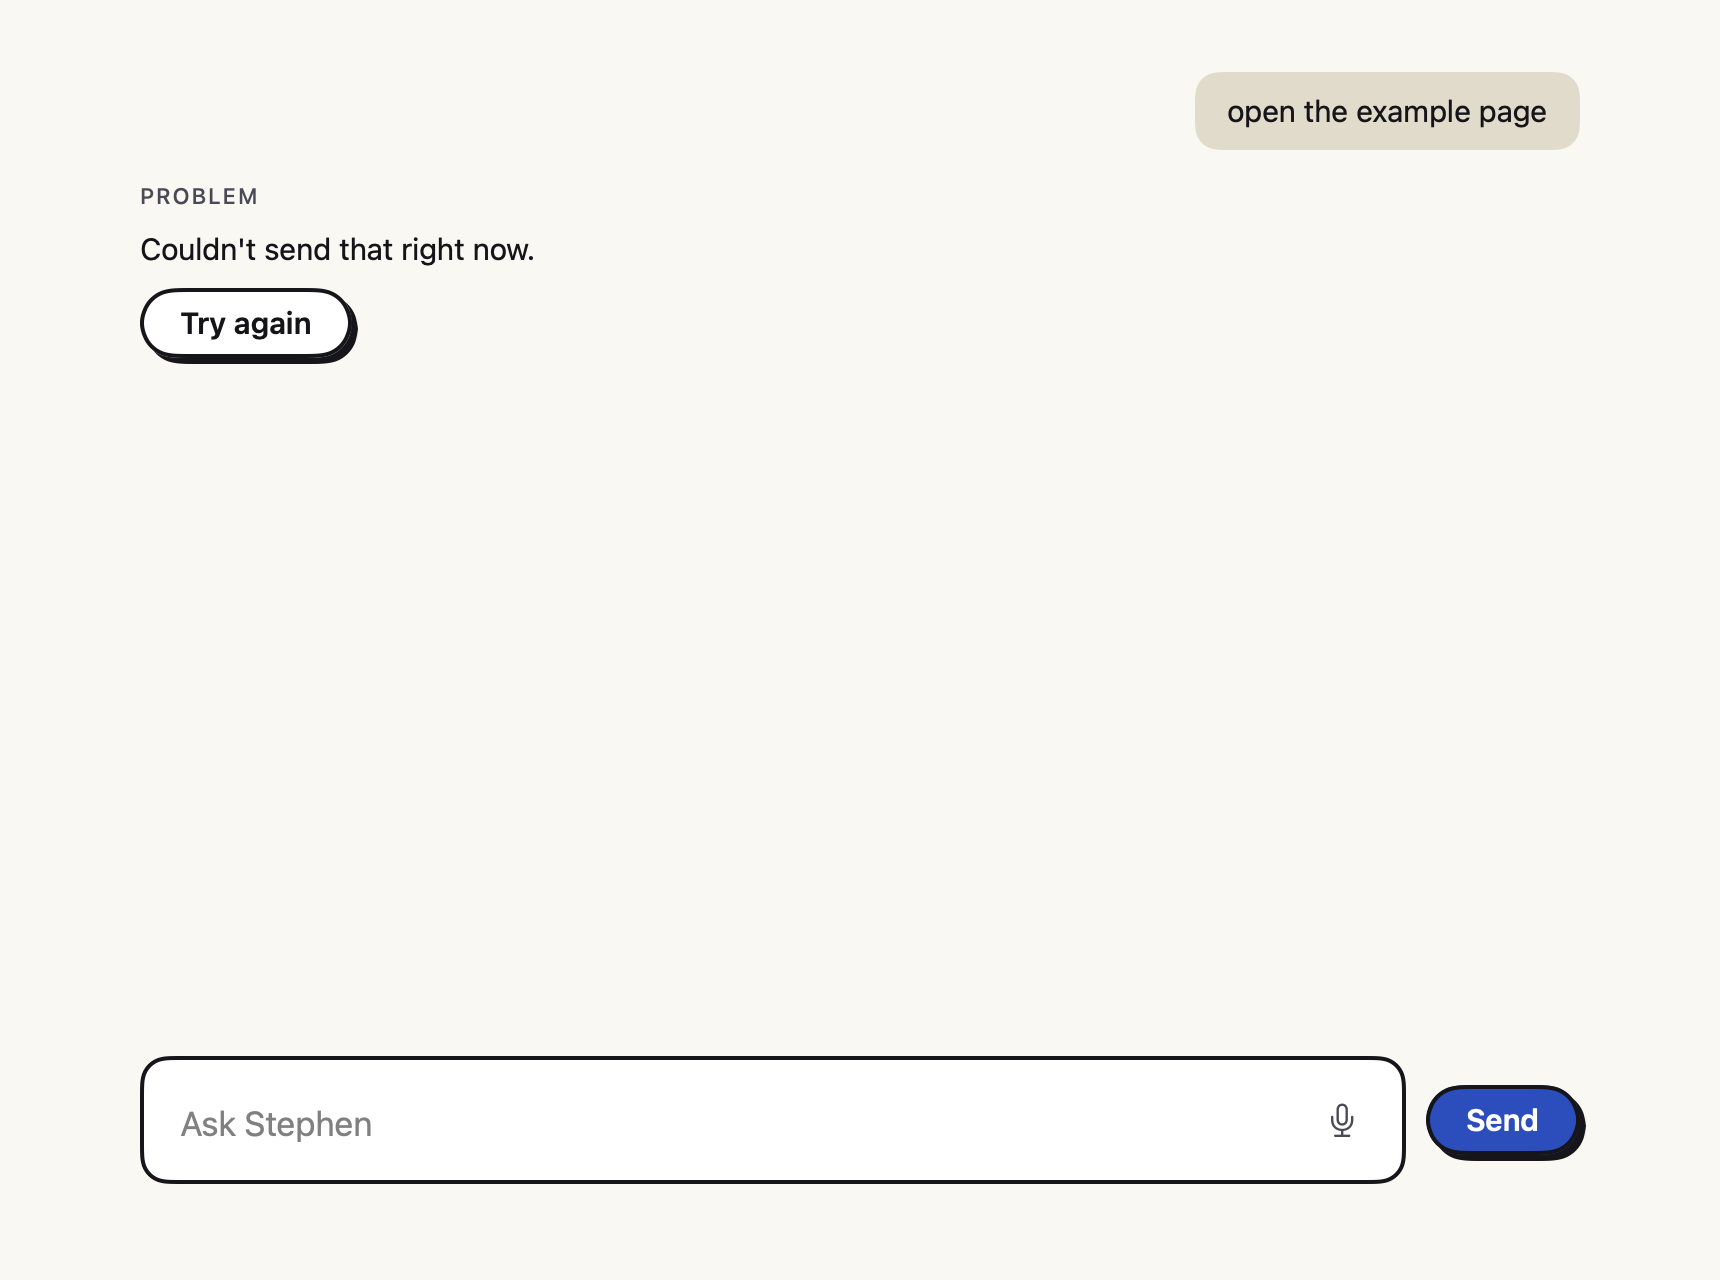 open the example page
PROBLEM
Couldn't send that right now.
Try again
Ask Stephen
Send